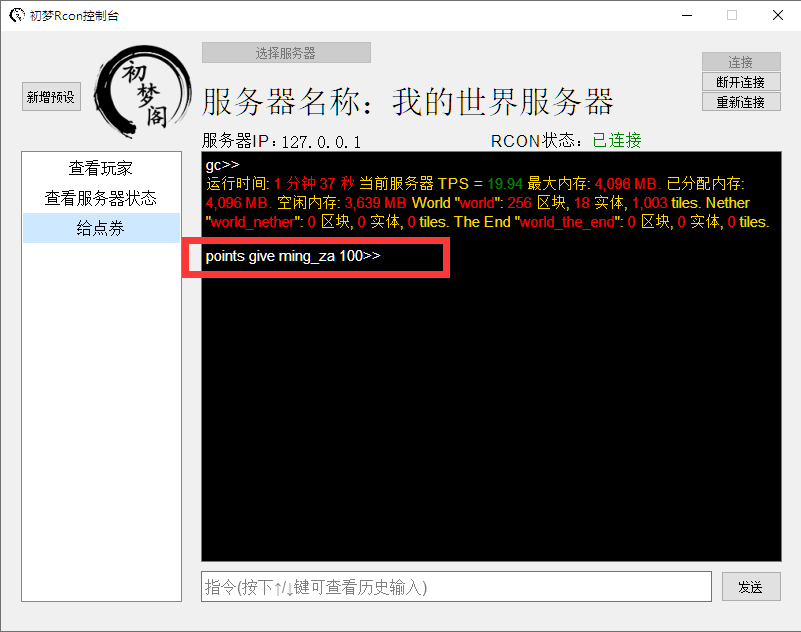 初梦Rcon控制台
选择服务器
连接
新增预设
初梦阁
断开连接
服务器名称：我的世界服务器
重新连接
服务器IP：127.0.0.1
RCON状态：已连接
查看玩家
查看服务器状态
给点券
gc>>
运行时间: 1 分钟 37 秒 当前服务器 TPS = 19.94 最大内存: 4,096 MB. 已分配内存:
4,096 MB. 空闲内存: 3,639 MB World "world": 256 区块, 18 实体, 1,003 tiles. Nether
"world_nether": 0 区块, 0 实体, 0 tiles. The End "world_the_end": 0 区块, 0 实体, 0 tiles.
points give ming_za 100>>
指令(按下↑/↓键可查看历史输入)
发送